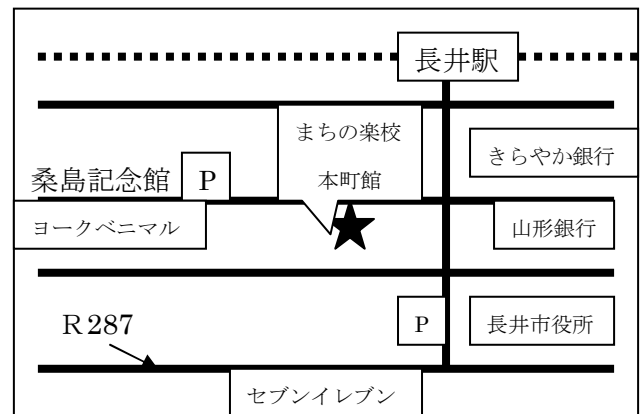 長井駅
まちの楽校
本町館
きらやか銀行
桑島記念館
P
ヨークベニマル
山形銀行
R287
P
長井市役所
セブンイレブン